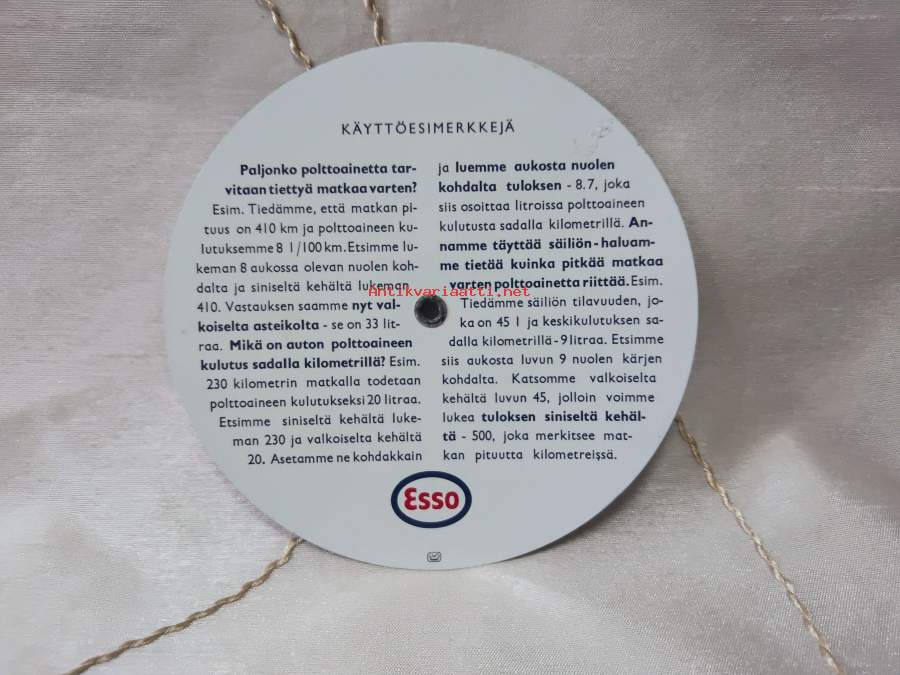 KÄYTTÖESIMERKKEJÄ
Paljonko polttoainetta tar-
vitaan tiettyä matkaa varten?
Esim. Tiedämme, että matkan pi-
tuus on 410 km ja polttoaineen ku-
lutuksemme 8 l/100 km. Etsimme lu-
keman 8 aukossa olevan nuolen koh-
dalta ja siniseltä kehältä lukeman
410. Vastauksen saamme nyt val-
koiselta asteikolta - se on 33 lit-
raa. Mikä on auton polttoaineen
kulutus sadalla kilometrillä? Esim.
230 kilometrin matkalla todetaan
polttoaineen kulutukseksi 20 litraa.
Etsimme siniseltä kehältä luke-
man 230 ja valkoiselta kehältä
20. Asetamme ne kohdakkain
ja luemme aukosta nuolen
kohdalta tuloksen - 8.7, joka
siis osoittaa litroissa polttoaineen
kulutusta sadalla kilometrillä. An-
namme täyttää säiliön - haluam-
me tietää kuinka pitkää matkaa
varten polttoainetta riittää. Esim.
Tiedämme säiliön tilavuuden, jo-
ka on 45 l ja keskikulutuksen sa-
dalla kilometrillä - 9 litraa. Etsimme
siis aukosta luvun 9 nuolen kärjen
kohdalta. Katsomme valkoiselta
kehältä luvun 45, jolloin voimme
lukea tuloksen siniseltä kehäl-
tä - 500, joka merkitsee mat-
kan pituutta kilometreissä.
Antikvariaatti.net
Esso